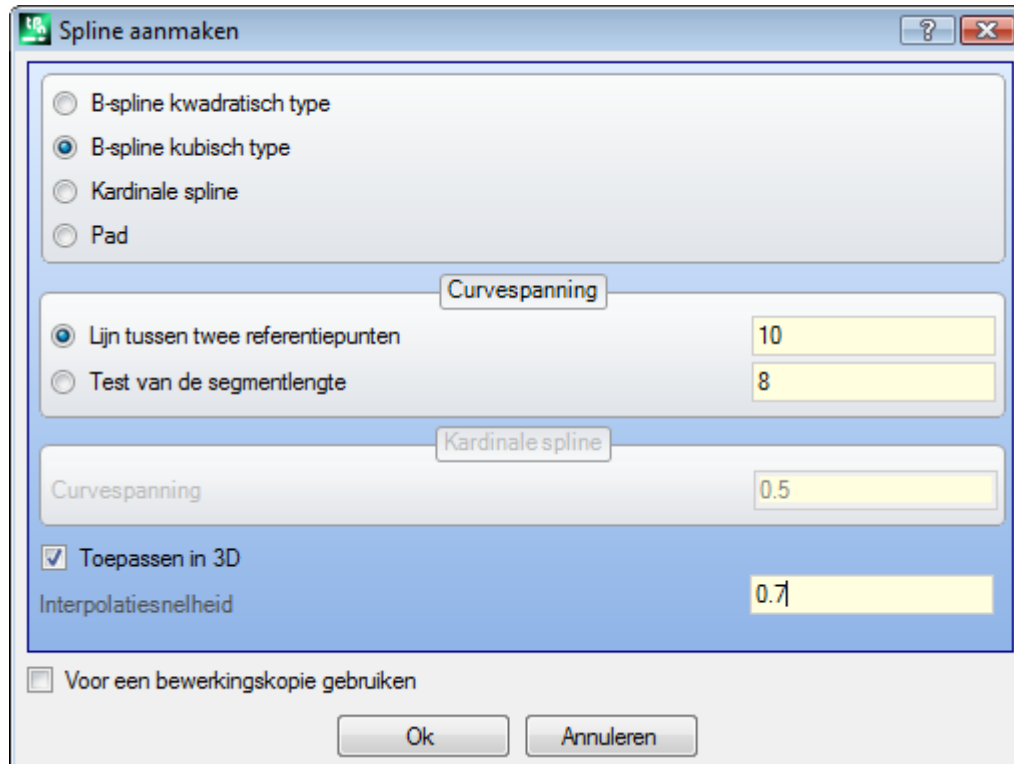 Spline aanmaken
B-spline kwadratisch type
B-spline kubisch type
Kardinale spline
Pad
Curvespanning
Lijn tussen twee referentiepunten 10
Test van de segmentlengte 8
Kardinale spline
Curvespanning 0.5
Toepassen in 3D
Interpolatiesnelheid 0.7
Voor een bewerkingskopie gebruiken
Ok Annuleren